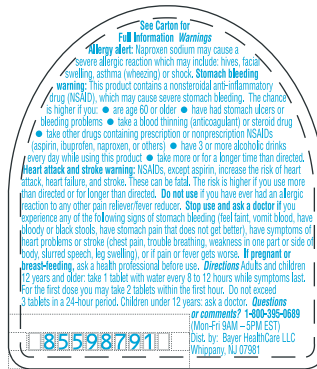 See Carton for
Full Information Warnings
Allergy alert: Naproxen sodium may cause a
severe allergic reaction which may include: hives, facial
swelling, asthma (wheezing) or shock. Stomach bleeding
warning: This product contains a nonsteroidal anti-inflammatory
drug (NSAID), which may cause severe stomach bleeding. The chance
is higher if you: • are age 60 or older • have had stomach ulcers or
bleeding problems • take a blood thinning (anticoagulant) or steroid drug
• take other drugs containing prescription or nonprescription NSAIDs
(aspirin, ibuprofen, naproxen, or others) • have 3 or more alcoholic drinks
every day while using this product • take more or for a longer time than directed.
Heart attack and stroke warning: NSAIDs, except aspirin, increase the risk of heart
attack, heart failure, and stroke. These can be fatal. The risk is higher if you use more
than directed or for longer than directed. Do not use if you have ever had an allergic
reaction to any other pain reliever/fever reducer. Stop use and ask a doctor if you
experience any of the following signs of stomach bleeding (feel faint, vomit blood, have
bloody or black stools, have stomach pain that does not get better), have symptoms of
heart problems or stroke (chest pain, trouble breathing, weakness in one part or side of
body, slurred speech, leg swelling), or if pain or fever gets worse. If pregnant or
breast-feeding, ask a health professional before use. Directions Adults and children
12 years and older: take 1 tablet with water every 8 to 12 hours while symptoms last.
For the first dose you may take 2 tablets within the first hour. Do not exceed
3 tablets in a 24-hour period. Children under 12 years: ask a doctor. Questions
or comments? 1-800-395-0689
(Mon-Fri 9AM – 5PM EST)
Dist. by: Bayer HealthCare LLC
Whippany, NJ 07981
85598791